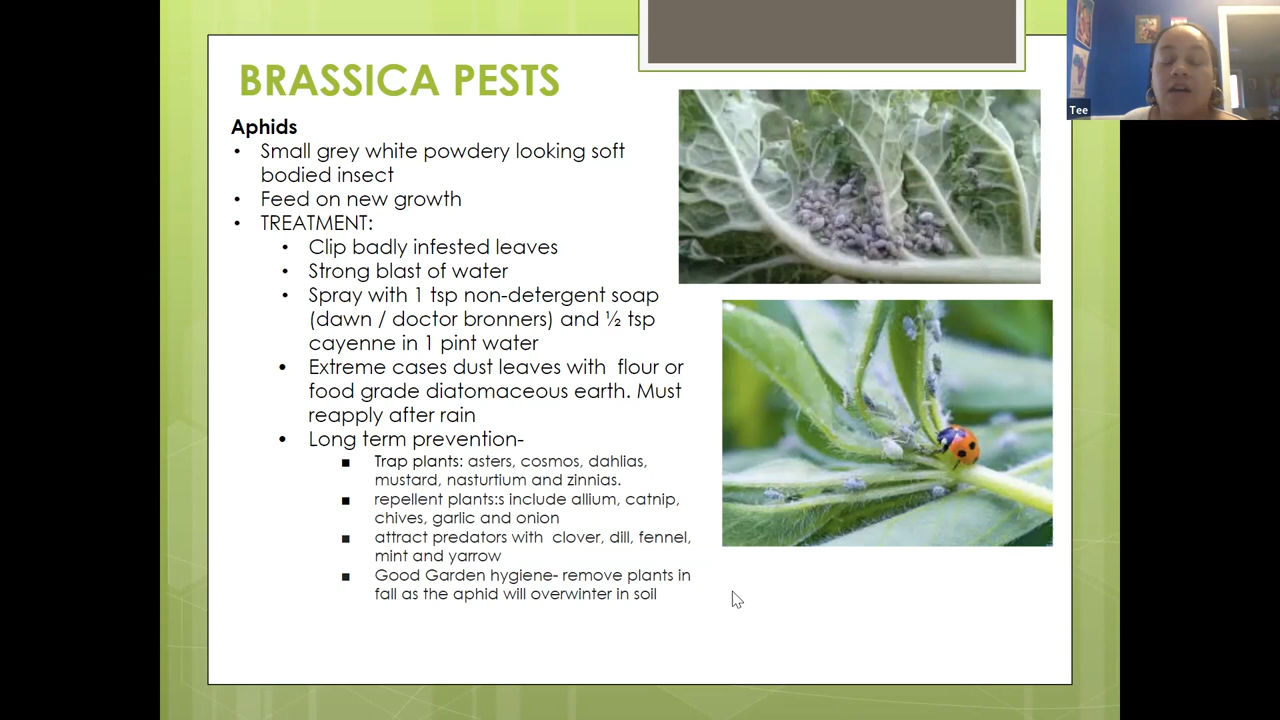 BRASSICA PESTS
Aphids
• Small grey white powdery looking soft
bodied insect
• Feed on new growth
• TREATMENT:
• Clip badly infested leaves
• Strong blast of water
• Spray with 1 tsp non-detergent soap
(dawn / doctor bronners) and ½ tsp
cayenne in 1 pint water
• Extreme cases dust leaves with  flour or
food grade diatomaceous earth. Must
reapply after rain
• Long term prevention-
■ Trap plants: asters, cosmos, dahlias,
mustard, nasturtium and zinnias.
■ repellent plants:s include allium, catnip,
chives, garlic and onion
■ attract predators with  clover, dill, fennel,
mint and yarrow
■ Good Garden hygiene- remove plants in
fall as the aphid will overwinter in soil
Tee